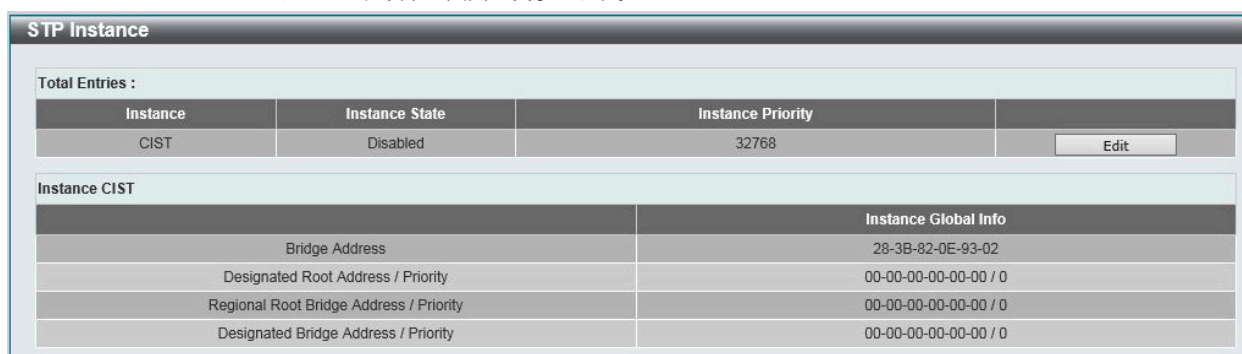 STP Instance
Total Entries :
Instance Instance State Instance Priority
CIST Disabled 32768 Edit
Instance CIST
Instance Global Info
Bridge Address 28-3B-82-0E-93-02
Designated Root Address / Priority 00-00-00-00-00-00 / 0
Regional Root Bridge Address / Priority 00-00-00-00-00-00 / 0
Designated Bridge Address / Priority 00-00-00-00-00-00 / 0